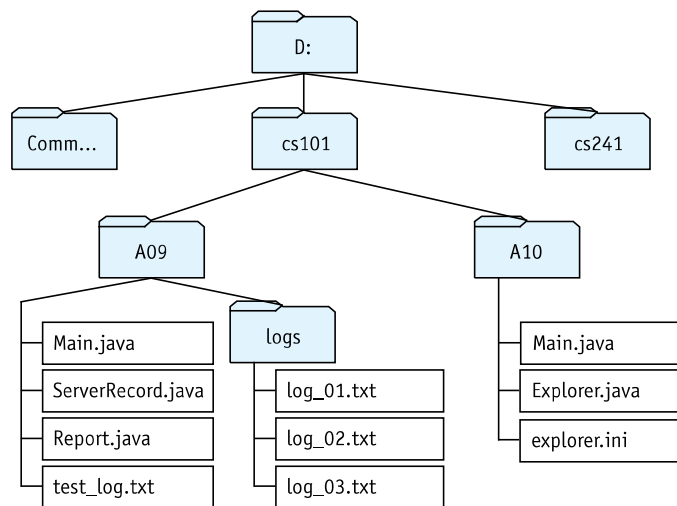 D:
Comm...
cs101
cs241
A09
A10
logs
Main.java
ServerRecord.java
Report.java
test_log.txt
log_01.txt
log_02.txt
log_03.txt
Main.java
Explorer.java
explorer.ini